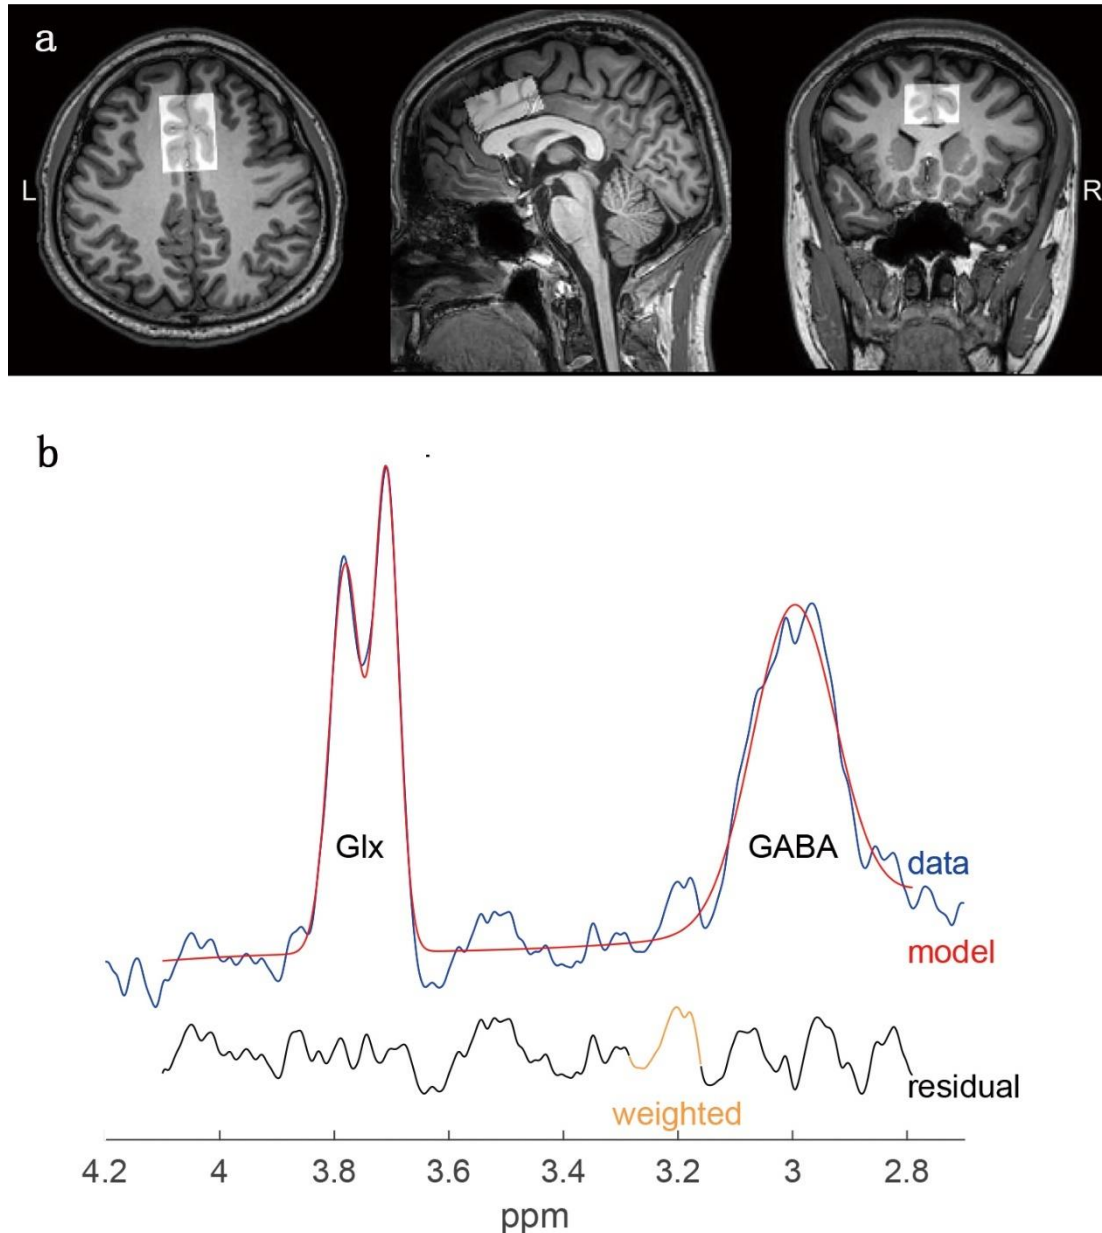 a
L
R
b
Glx
GABA
data
model
residual
weighted
4.2 4 3.8 3.6 3.4 3.2 3 2.8
ppm